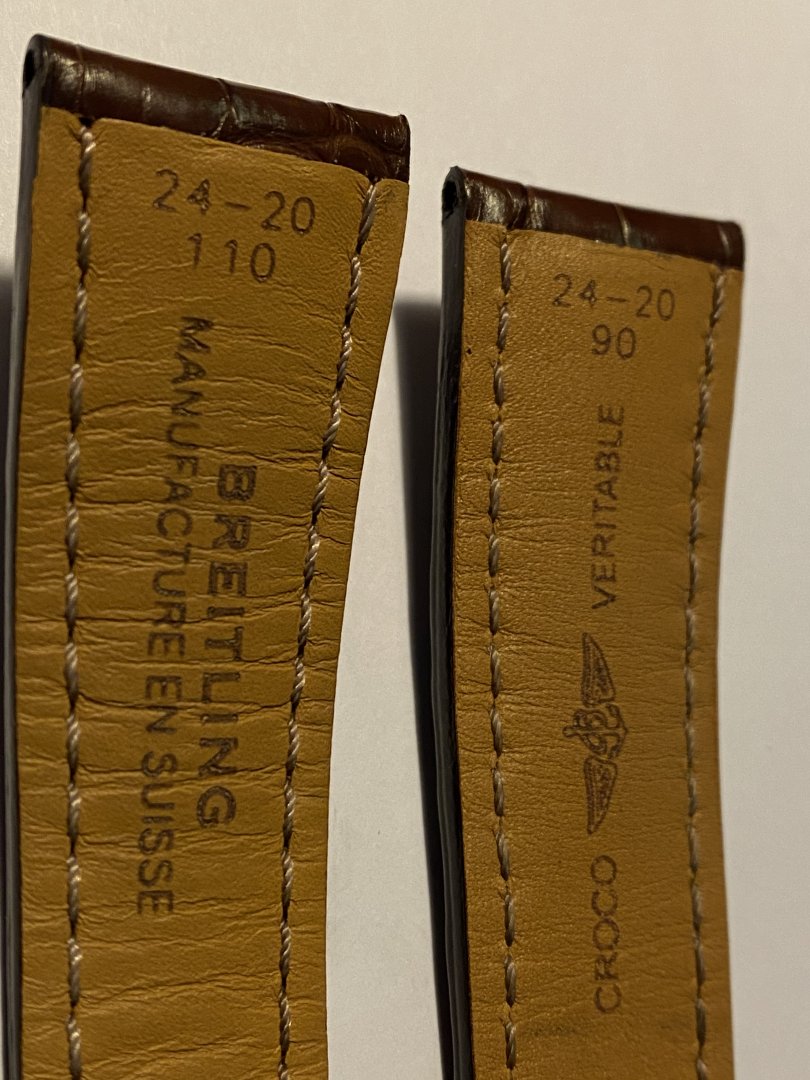 24-20
110
BREITLING
MANUFACTURE EN SUISSE
24-20
90
CROCO VERITABLE